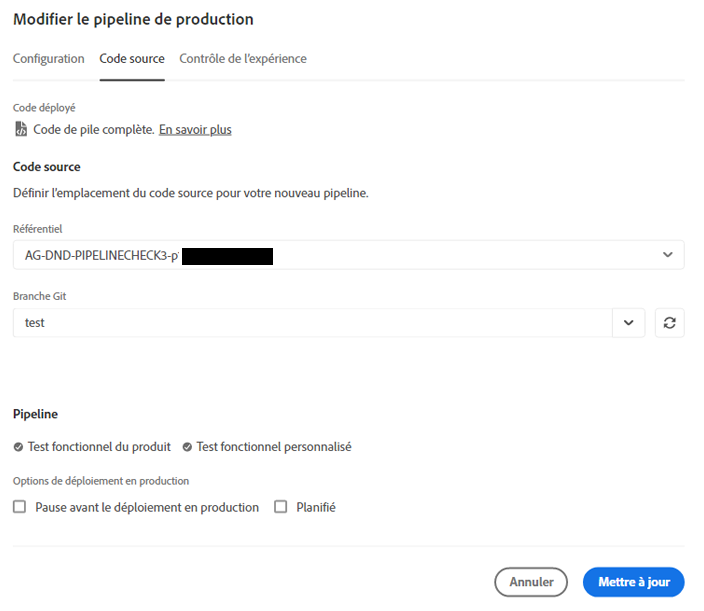 Modifier le pipeline de production
Configuration Code source Contrôle de l'expérience
Code déployé
Code de pile complète. En savoir plus
Code source
Définir l'emplacement du code source pour votre nouveau pipeline.
Référentiel
AG-DND-PIPELINECHECK3-p
Branche Git
test
Pipeline
Test fonctionnel du produit Test fonctionnel personnalisé
Options de déploiement en production
Pause avant le déploiement en production Planifié
Annuler Mettre à jour